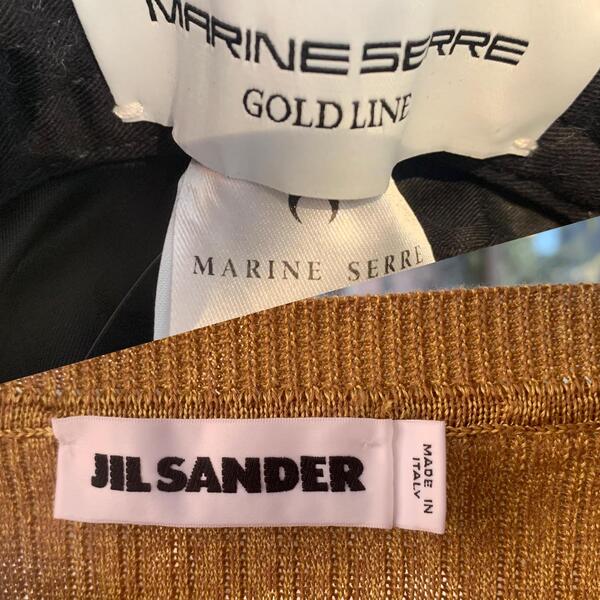 MARINE SERRE
GOLD LINE
MARINE SERRE
JIL SANDER
MADE IN
ITALY